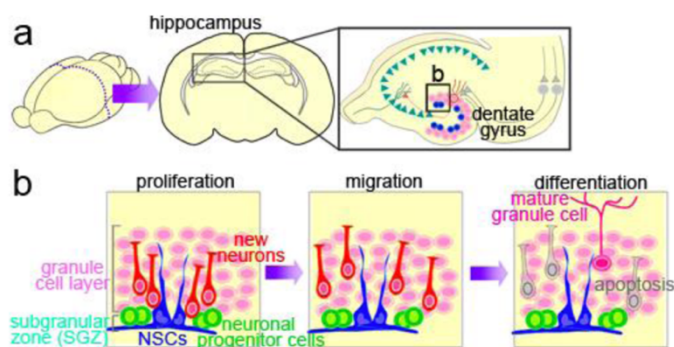 a
hippocampus
b
dentate
gyrus
b
proliferation
migration
differentiation
new
neurons
granule
cell layer
subgranular
zone (SGZ)
NSCs
neuronal
progenitor cells
mature
granule cell
apoptosis